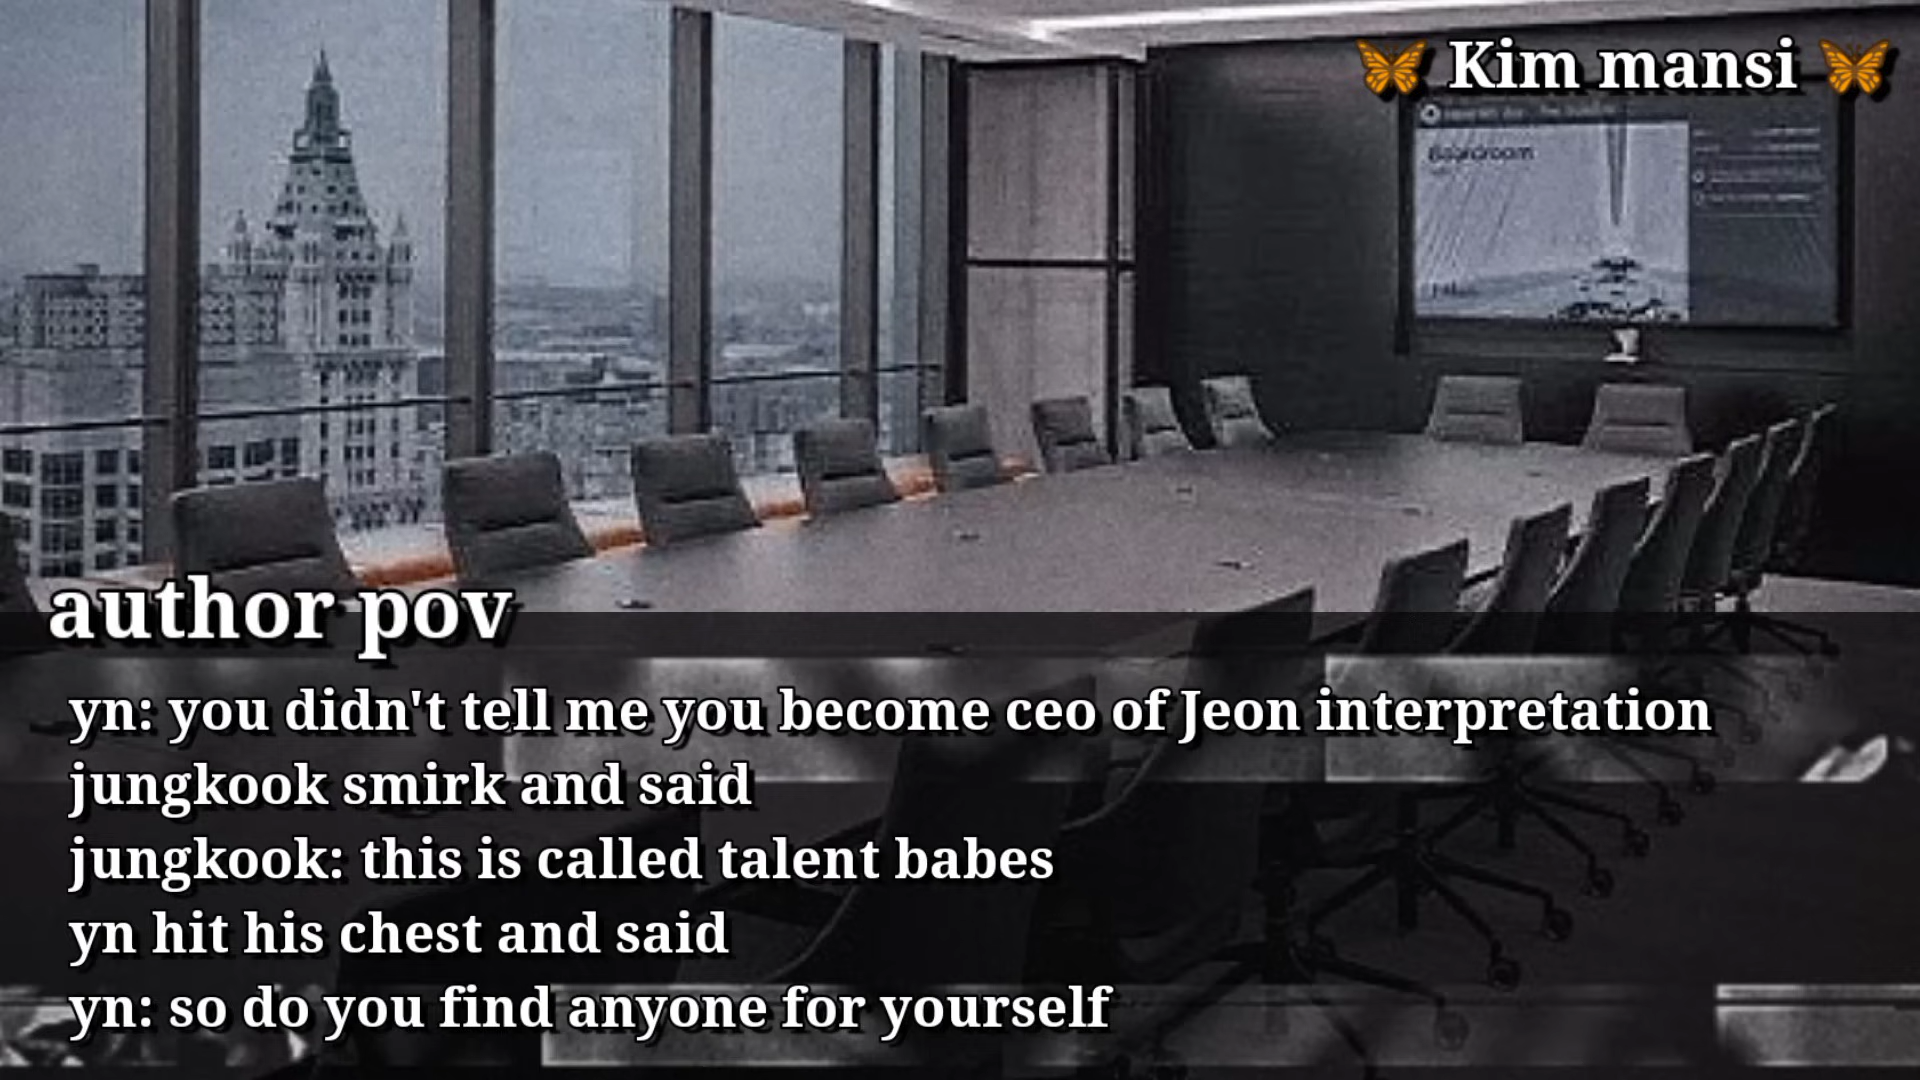 🦋 Kim mansi 🦋
Boardroom
author pov
yn: you didn't tell me you become ceo of Jeon interpretation
jungkook smirk and said
jungkook: this is called talent babes
yn hit his chest and said
yn: so do you find anyone for yourself